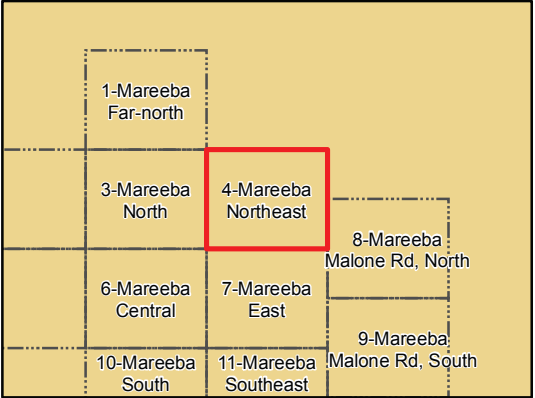 1-Mareeba
Far-north
3-Mareeba
North
4-Mareeba
Northeast
8-Mareeba
Malone Rd, North
6-Mareeba
Central
7-Mareeba
East
9-Mareeba
Malone Rd, South
10-Mareeba
South
11-Mareeba
Southeast